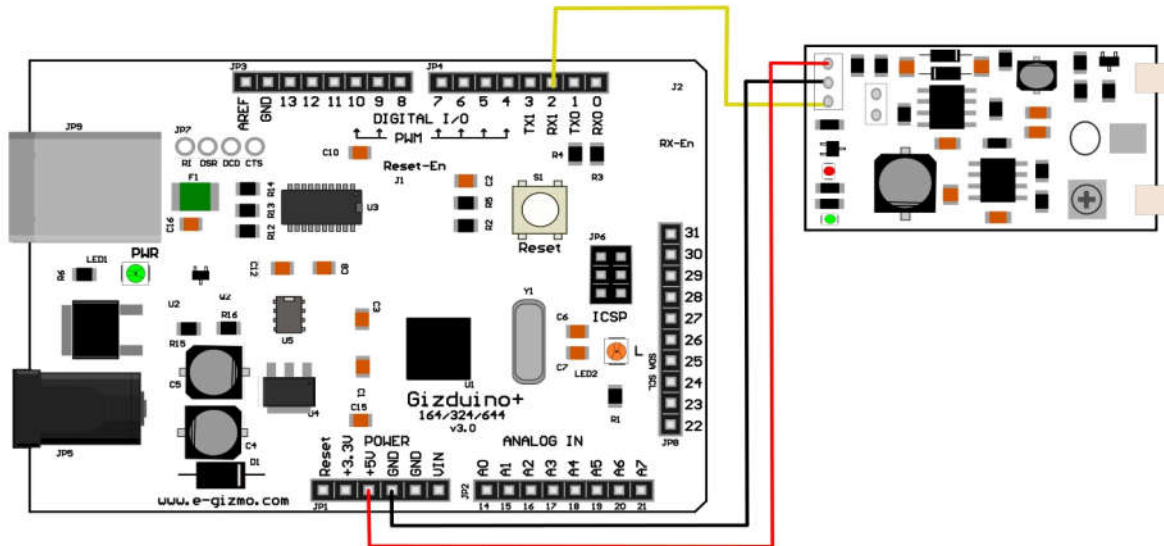 JP3
JP4
J2
AREF GND 13 12 11 10 9 8 7 6 5 4 3 2 1 0
TX1 RX1 TX0 RX0
DIGITAL I/O
PWM
JP9
JP7
RI DSR DCD CTS
C10
Reset-En
J1
R4
R3
RX-En
F1
C16
R14
R13
R12
U3
C2
R5
R2
S1
Reset
JP6
ICSP
31
30
29
28
27
26
25
24
23
22
SDA SCL
JP8
PWR
LED1
R6
C12
C8
U2
Q2
R15
R16
U5
C3
Y1
C6
C7
L
LED2
R1
C5
U4
C1
U1
Gizduino+
164/324/644
v3.0
C15
JP5
C4
D1
www.e-gizmo.com
POWER
Reset +3.3V +5V GND GND VIN
JP1
ANALOG IN
A0 A1 A2 A3 A4 A5 A6 A7
JP2
14 15 16 17 18 19 20 21